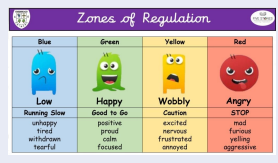 Zones of Regulation
Blue Green Yellow Red
Low Happy Wobbly Angry
Running Slow Good to Go Caution STOP
unhappy positive excited mad
tired proud nervous furious
withdrawn calm frustrated yelling
tearful focused annoyed aggressive